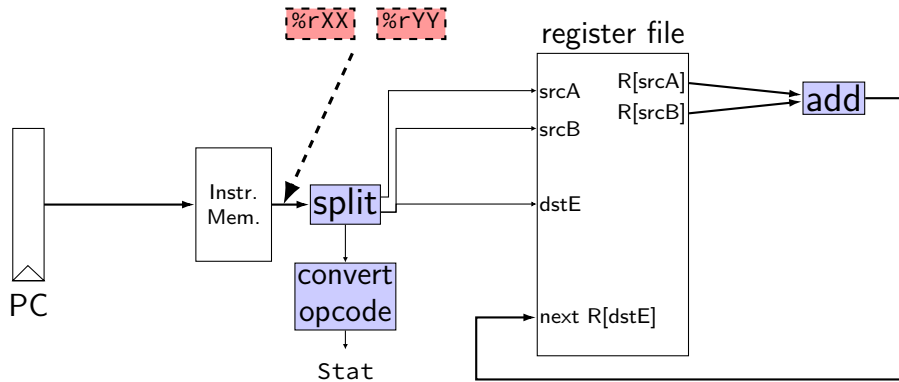 %rXX %rYY
register file
srcA
R[srcA]
add
R[srcB]
srcB
Instr.
Mem.
split
dstE
convert
opcode
PC
next R[dstE]
Stat